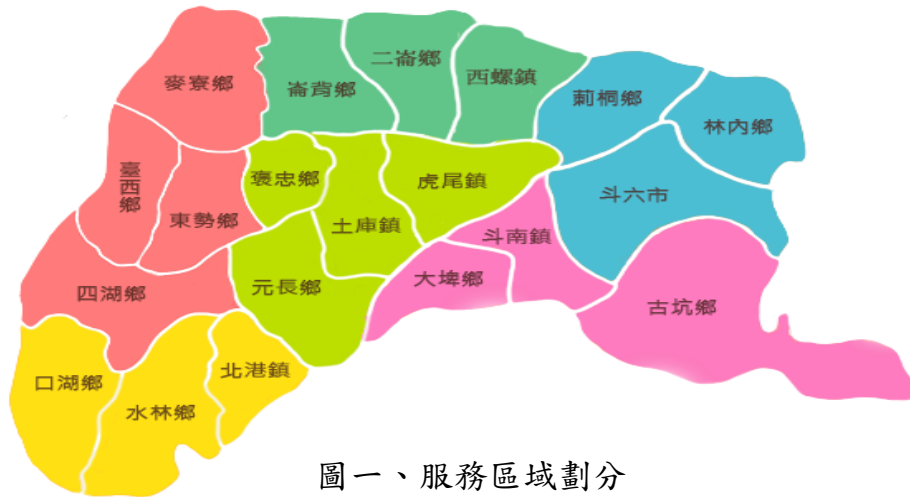 二崙鄉
麥寮鄉
崙背鄉
西螺鎮
莿桐鄉
林內鄉
臺西鄉
褒忠鄉
虎尾鎮
斗六市
東勢鄉
土庫鎮
斗南鎮
四湖鄉
元長鄉
大埤鄉
古坑鄉
口湖鄉
水林鄉
北港鎮
圖一、服務區域劃分